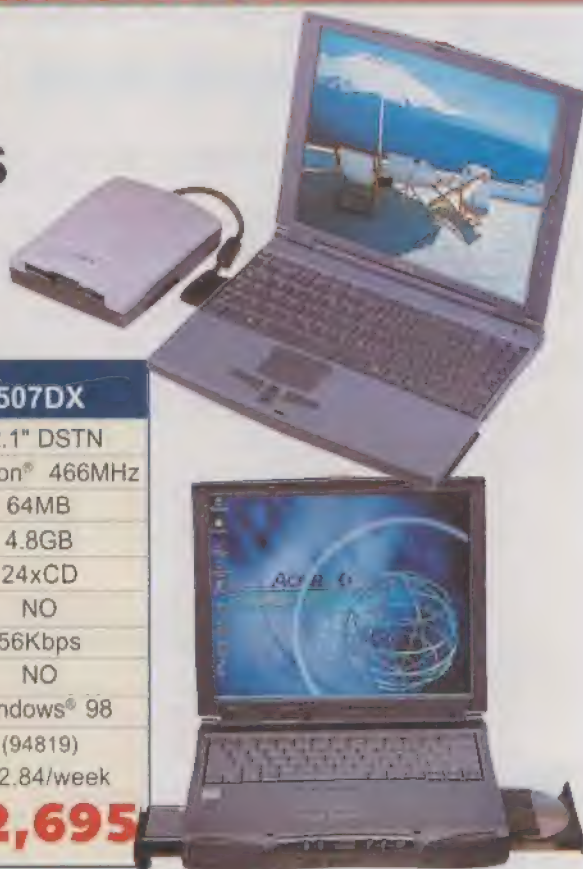 s
507DX
.1" DSTN
on® 466MHz
64MB
4.8GB
24xCD
NO
56Kbps
NO
ndows® 98
(94819)
2.84/week
2,695
Acer